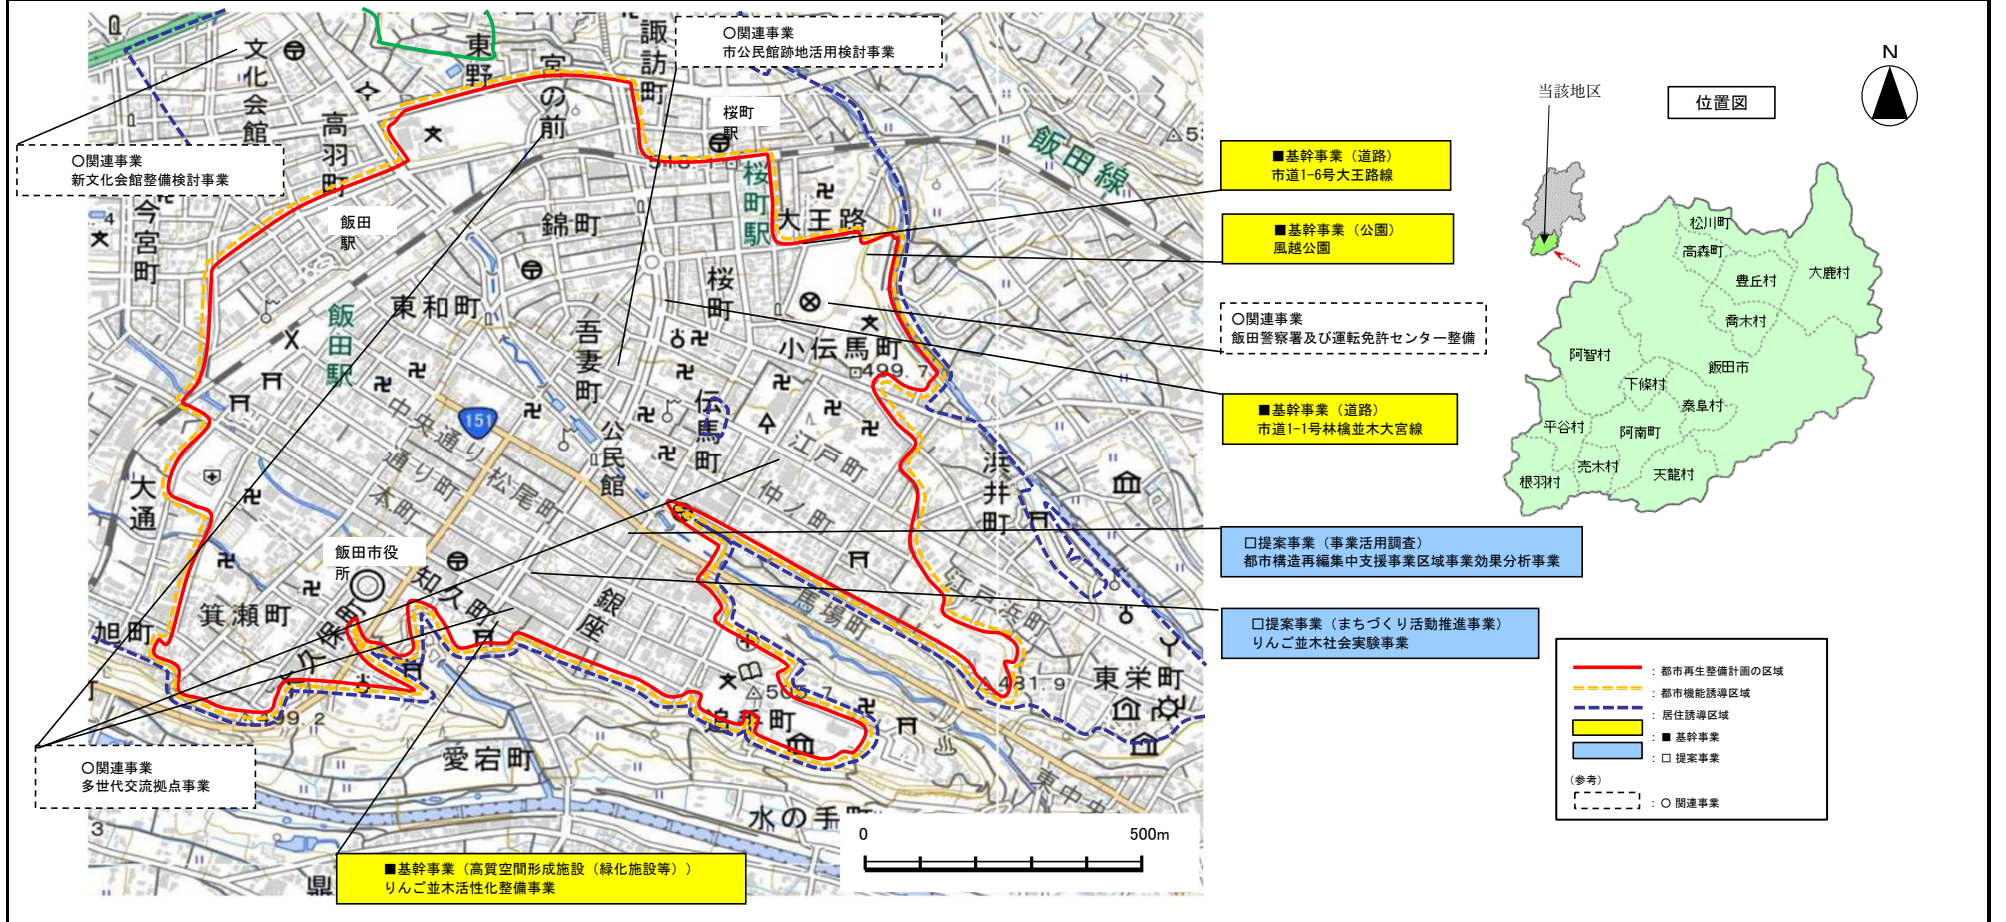 ○関連事業
市公民館跡地活用検討事業
○関連事業
新文化会館整備検討事業
■基幹事業（道路）
市道1-6号大王路線
■基幹事業（公園）
風越公園
○関連事業
飯田警察署及び運転免許センター整備
■基幹事業（道路）
市道1-1号林檎並木大宮線
□提案事業（事業活用調査）
都市構造再編集中支援事業区域事業効果分析事業
□提案事業（まちづくり活動推進事業）
りんご並木社会実験事業
○関連事業
多世代交流拠点事業
■基幹事業（高質空間形成施設（緑化施設等））
りんご並木活性化整備事業
文化会館
東野
宮の前
諏訪町
高羽町
桜町
駅
桜町駅
飯田線
今宮町
飯田
駅
飯田駅
錦町
大王路
桜町
東和町
吾妻町
小伝馬町
499.7
伝馬町
151
中央通り
通り町
本町
松尾町
公民館
江戸町
仲ノ町
浜井町
大通
飯田市役
所
知久町
銀座
馬場町
江戸浜町
箕瀬町
旭町
久保町
追手町
481.9
東栄町
愛宕町
水の手町
東中央
鼎
3
0
500m
当該地区
位置図
N
松川町
高森町
豊丘村
大鹿村
喬木村
阿智村
飯田市
下條村
泰阜村
平谷村
阿南町
売木村
天龍村
根羽村
：都市再生整備計画の区域
：都市機能誘導区域
：居住誘導区域
：■ 基幹事業
：□ 提案事業
（参考）
：○ 関連事業